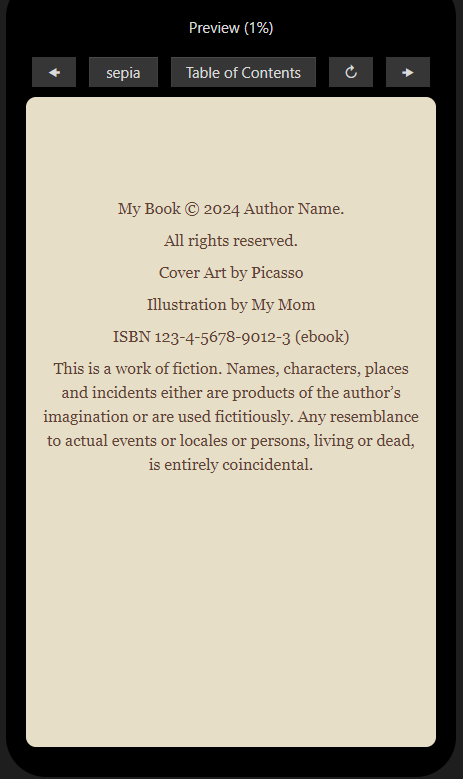 Preview (1%)
sepia
Table of Contents
My Book © 2024 Author Name.
All rights reserved.
Cover Art by Picasso
Illustration by My Mom
ISBN 123-4-5678-9012-3 (ebook)
This is a work of fiction. Names, characters, places
and incidents either are products of the author’s
imagination or are used fictitiously. Any resemblance
to actual events or locales or persons, living or dead,
is entirely coincidental.